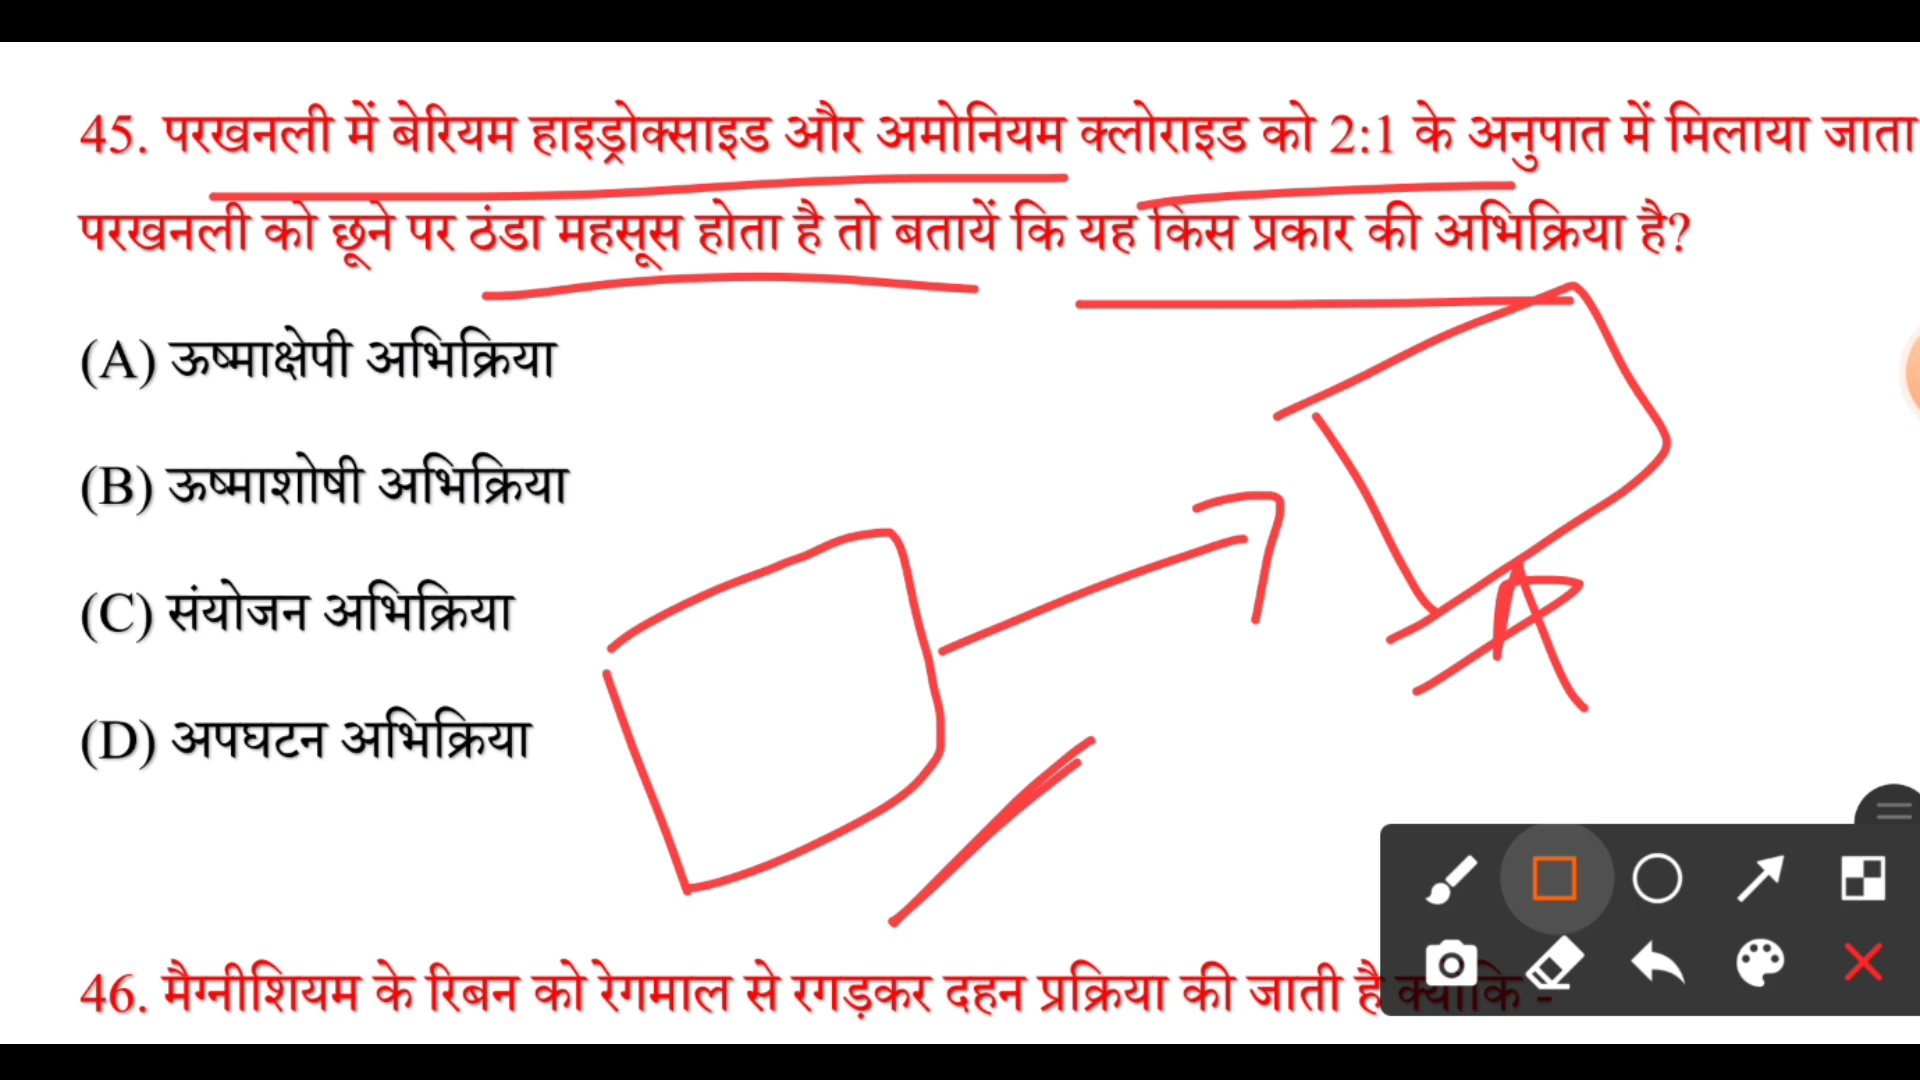 45. परखनली में बेरियम हाइड्रोक्साइड और अमोनियम क्लोराइड को 2:1 के अनुपात में मिलाया जाता
परखनली को छूने पर ठंडा महसूस होता है तो बतायें कि यह किस प्रकार की अभिक्रिया है?
(A) ऊष्माक्षेपी अभिक्रिया
(B) ऊष्माशोषी अभिक्रिया
(C) संयोजन अभिक्रिया
(D) अपघटन अभिक्रिया
46. मैग्नीशियम के रिबन को रेगमाल से रगड़कर दहन प्रक्रिया की जाती है क्योंकि -